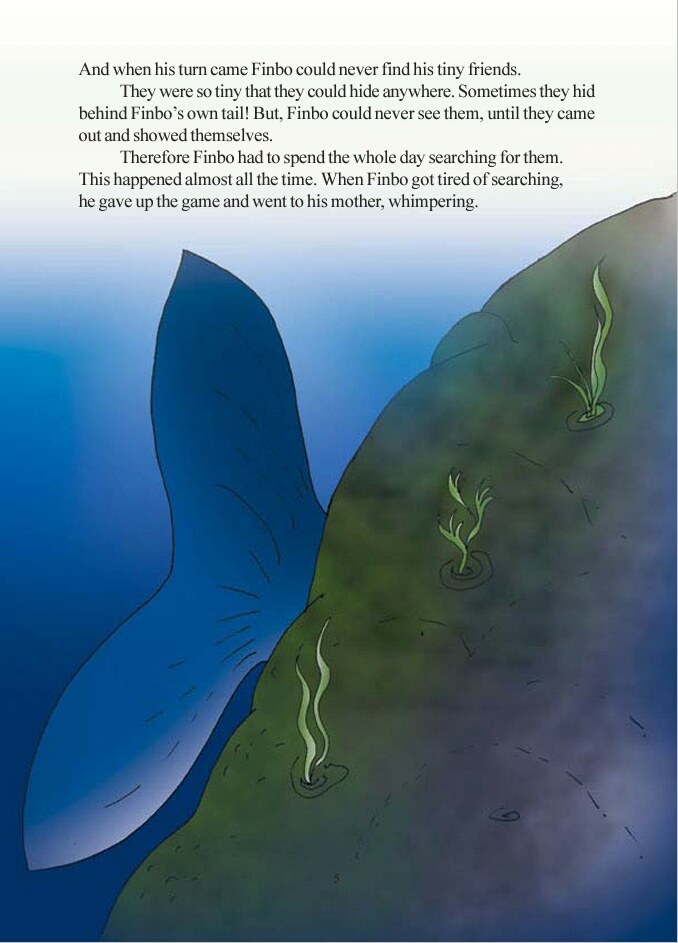 And when his turn came Finbo could never find his tiny friends.
They were so tiny that they could hide anywhere. Sometimes they hid
behind Finbo’s own tail! But, Finbo could never see them, until they came
out and showed themselves.
Therefore Finbo had to spend the whole day searching for them.
This happened almost all the time. When Finbo got tired of searching,
he gave up the game and went to his mother, whimpering.
5